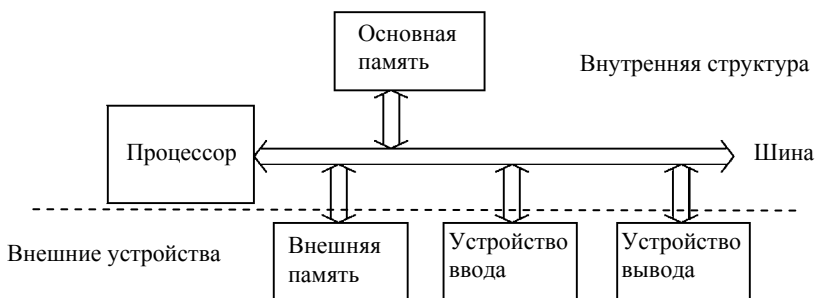 Основная
память
Внутренняя структура
Процессор
Шина
Внешние устройства
Внешняя
память
Устройство
ввода
Устройство
вывода